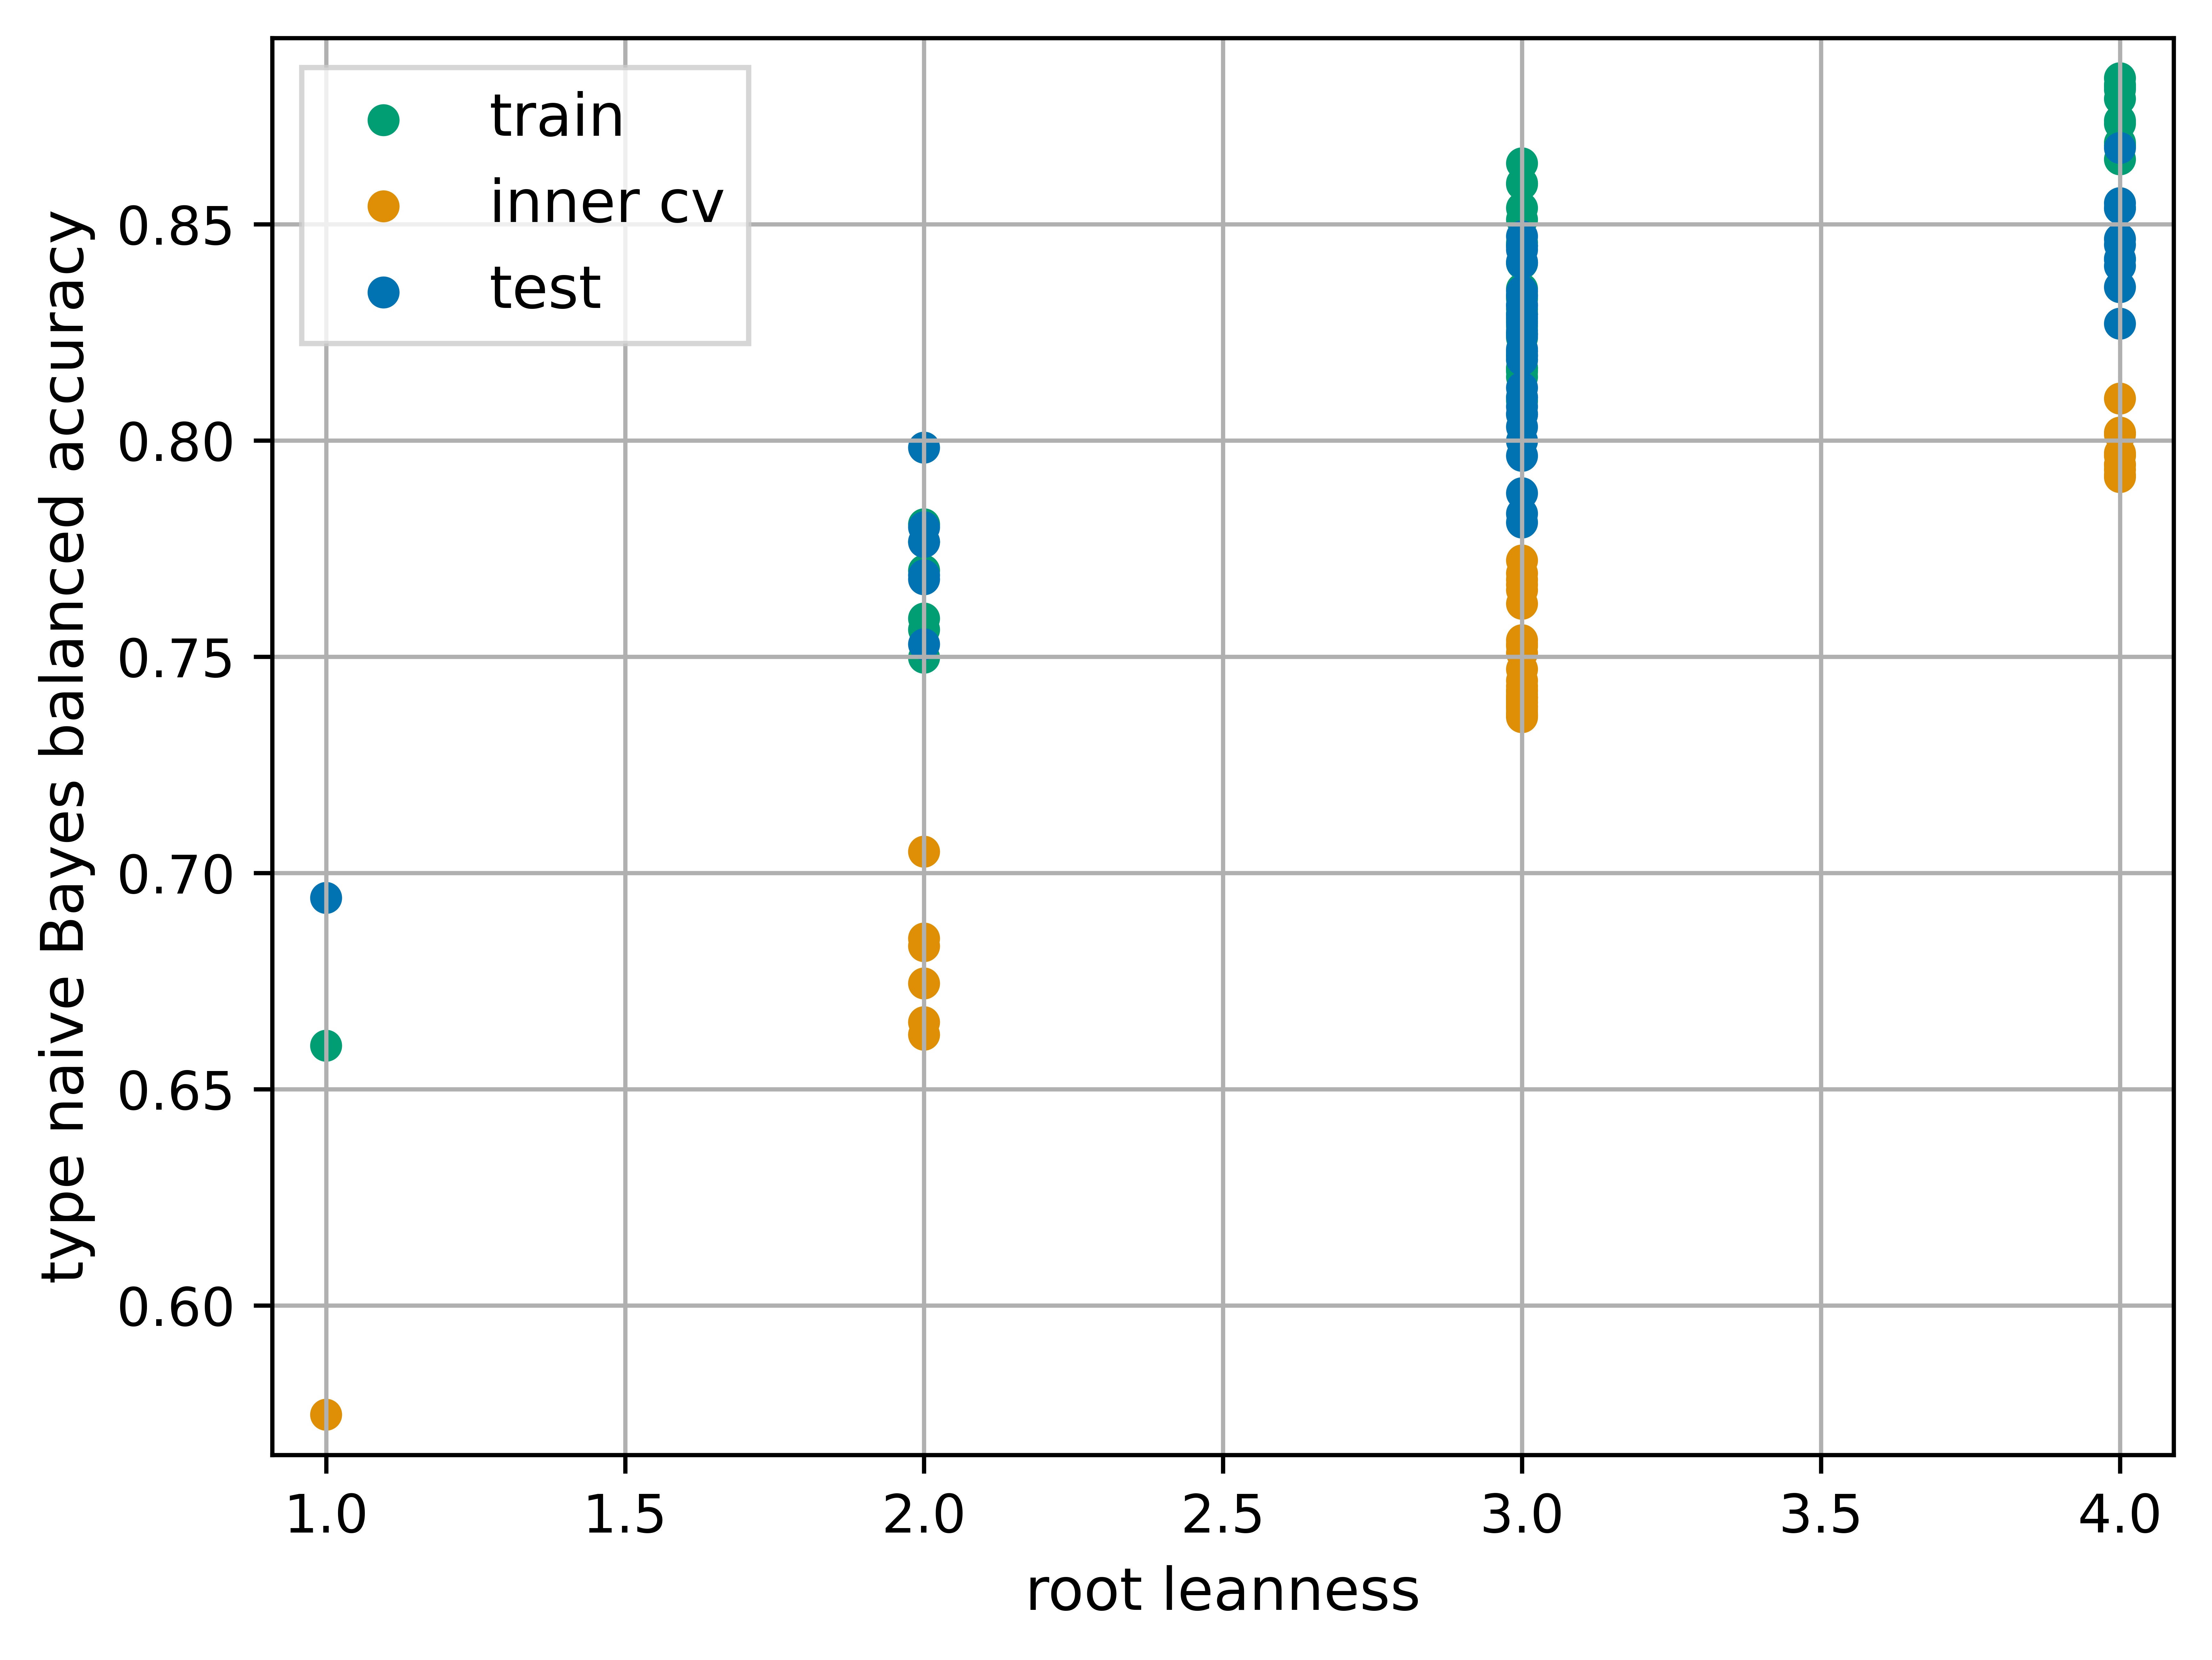 train
inner cv
test
type naive Bayes balanced accuracy
0.85
0.80
0.75
0.70
0.65
0.60
1.0 1.5 2.0 2.5 3.0 3.5 4.0
root leanness